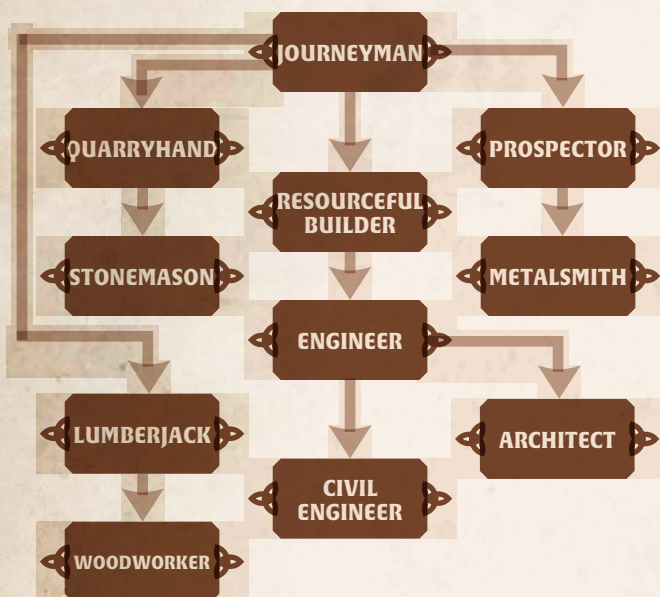 JOURNEYMAN
QUARRYHAND
PROSPECTOR
RESOURCEFUL
BUILDER
STONEMASON
METALSMITH
ENGINEER
LUMBERJACK
ARCHITECT
CIVIL
ENGINEER
WOODWORKER